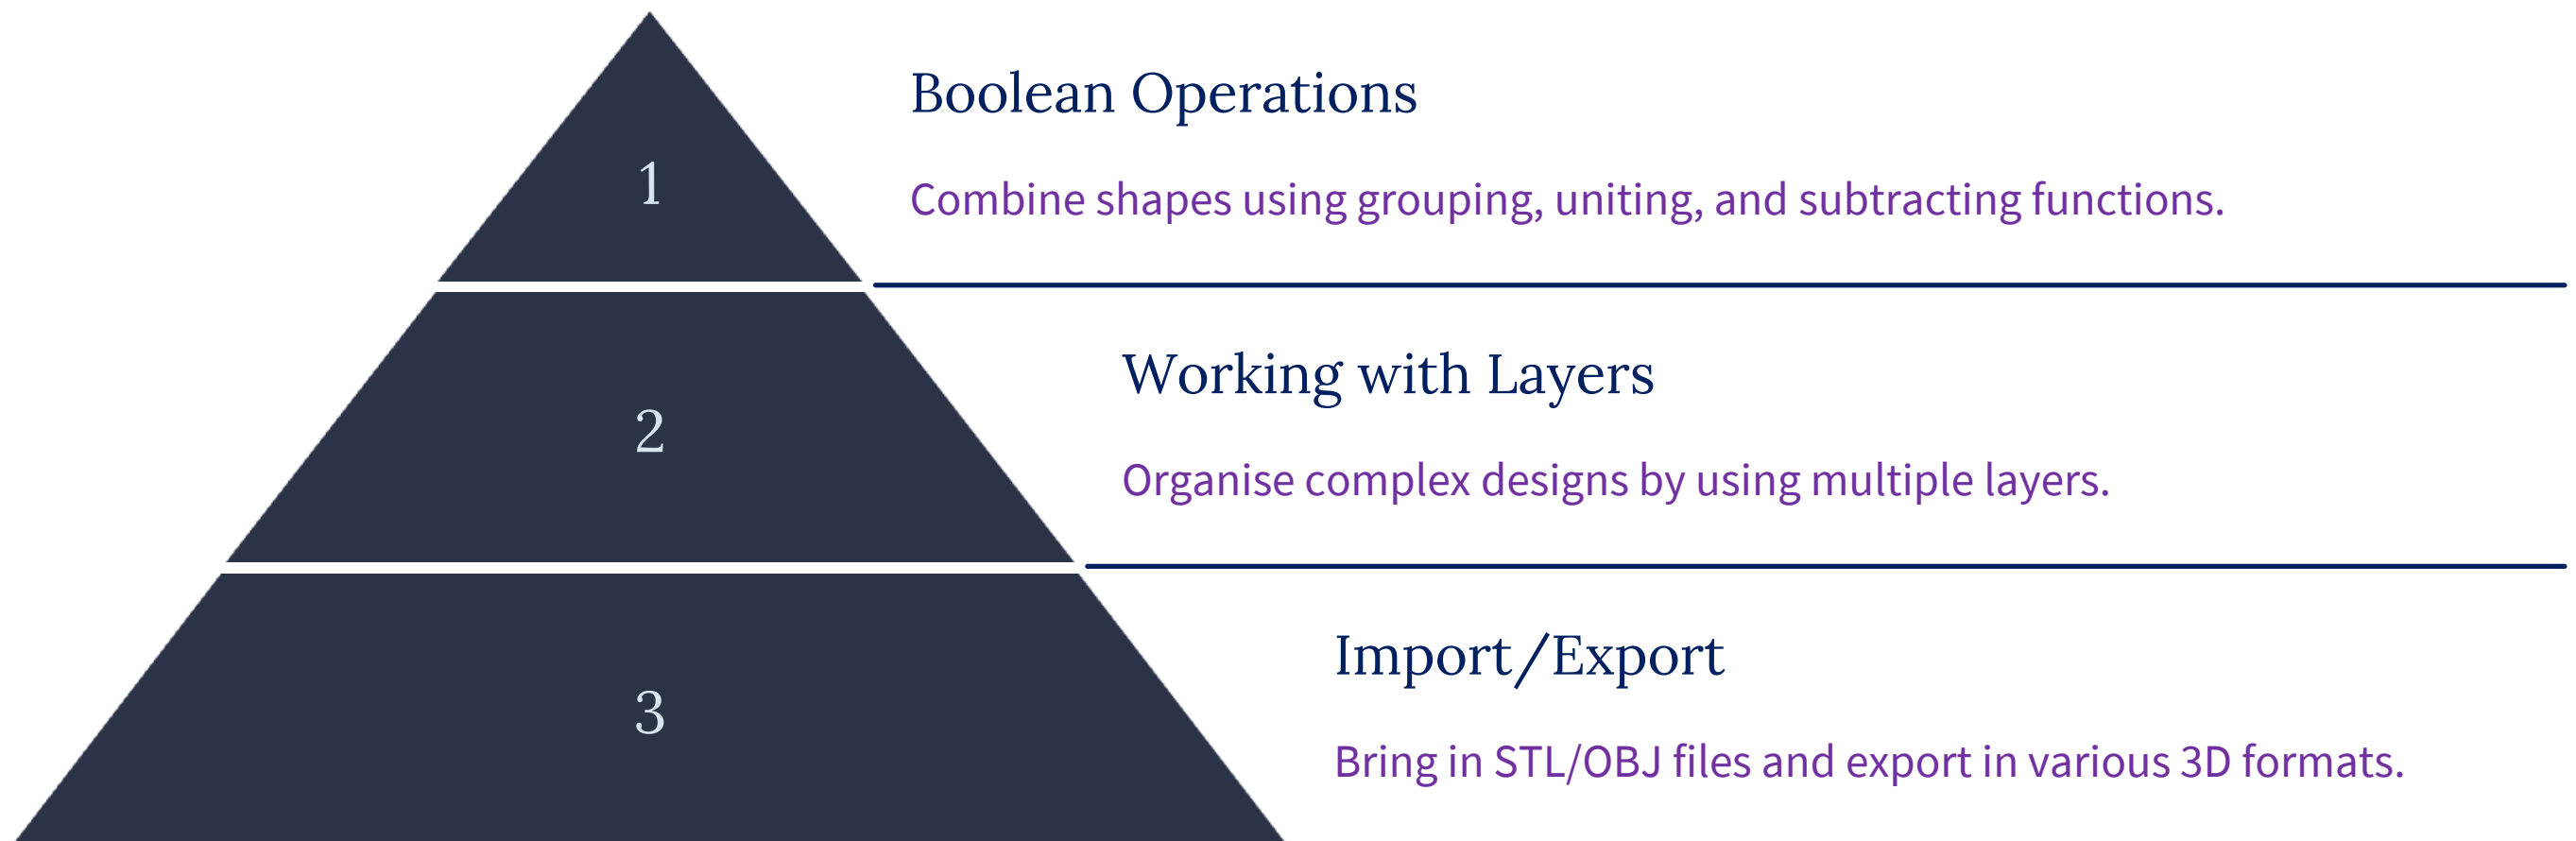 1
Boolean Operations
Combine shapes using grouping, uniting, and subtracting functions.
2
Working with Layers
Organise complex designs by using multiple layers.
3
Import/Export
Bring in STL/OBJ files and export in various 3D formats.